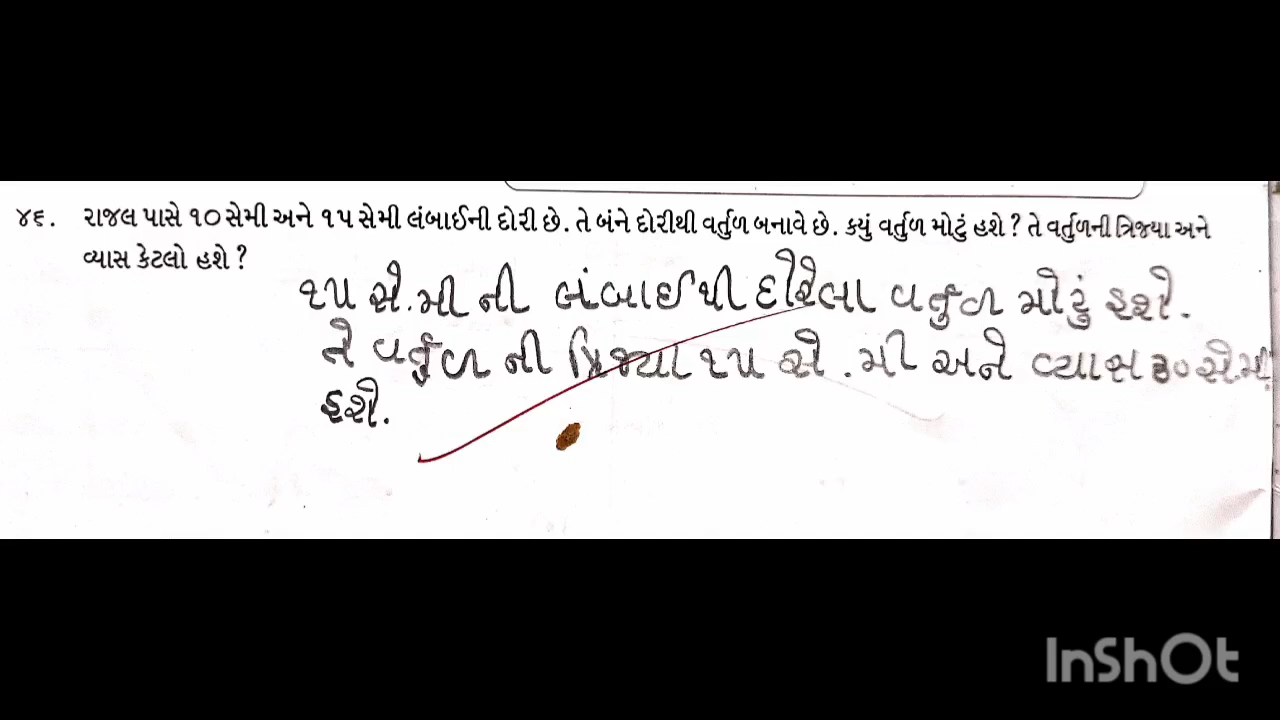 ૪૬. રાજલ પાસે ૧૦ સેમી અને ૧૫ સેમી લંબાઈની દોરી છે. તે બંને દોરીથી વર્તુળ બનાવે છે. કયું વર્તુળ મોટું હશે ? તે વર્તુળની ત્રિજ્યા અને
વ્યાસ કેટલો હશે ?
૧૫ સે.મી ની લંબાઈથી દોરેલા વર્તુળ મોટું હશે.
તે વર્તુળ ની ત્રિજ્યા ૧૫ સે.મી અને વ્યાસ ૩૦ સે.મી
હશે.
InShOt